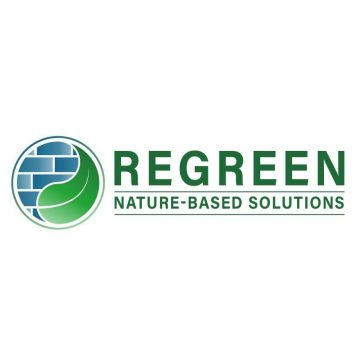 REGREEN
NATURE-BASED SOLUTIONS